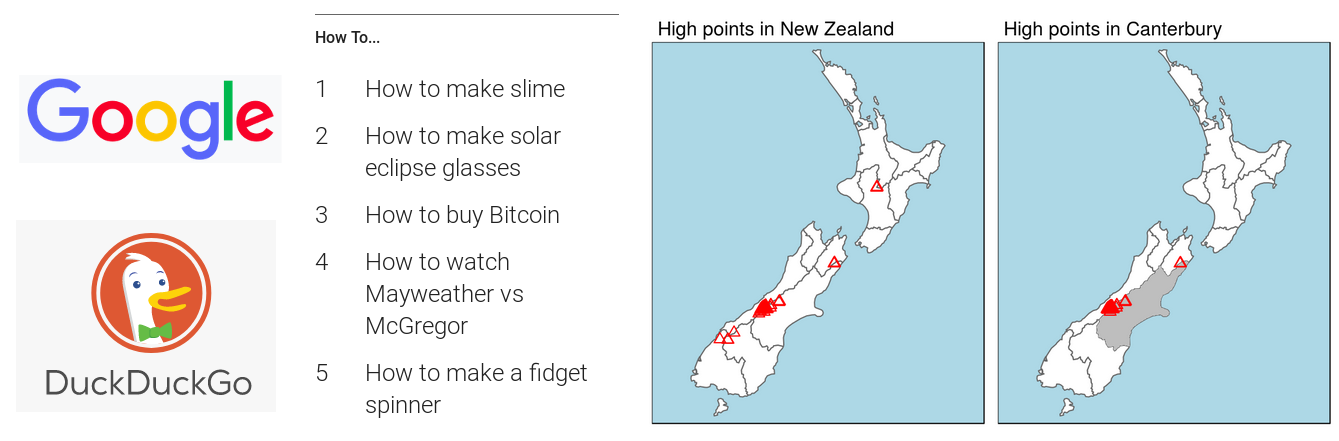 Google
DuckDuckGo
How To...
1 How to make slime
2 How to make solar
eclipse glasses
3 How to buy Bitcoin
4 How to watch
Mayweather vs
McGregor
5 How to make a fidget
spinner
High points in New Zealand
High points in Canterbury